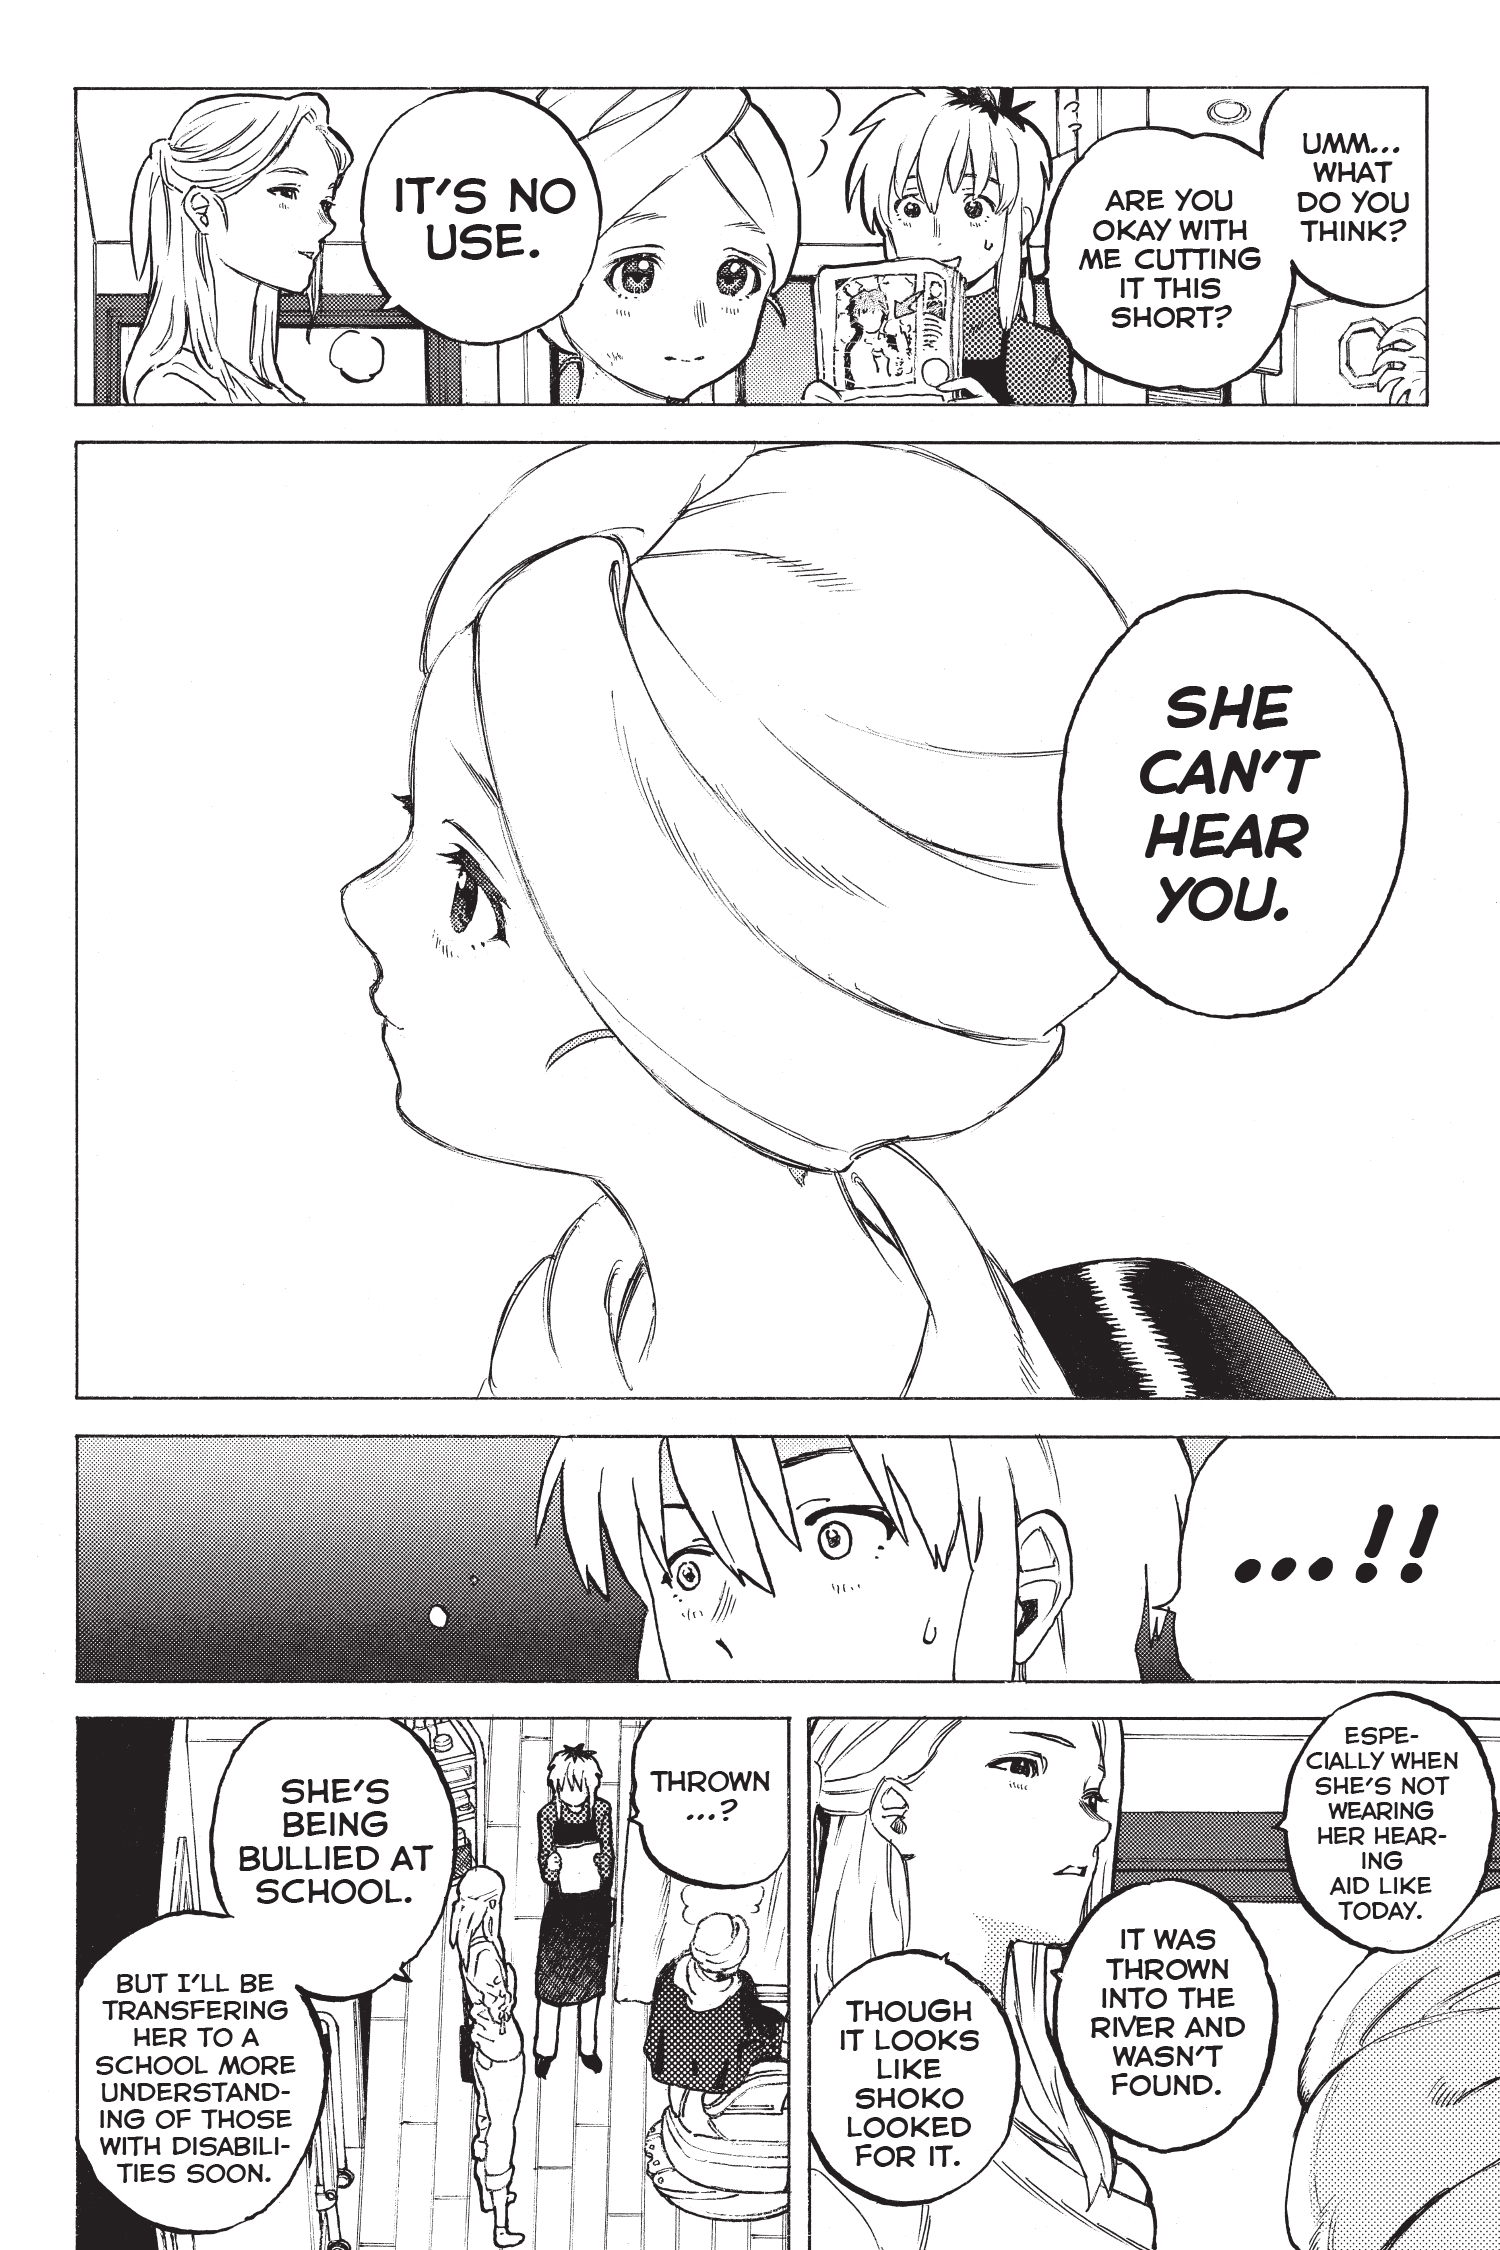 UMM...
WHAT
DO YOU
THINK?
ARE YOU
OKAY WITH
ME CUTTING
IT THIS
SHORT?
IT'S NO
USE.
SHE
CAN'T
HEAR
YOU.
...!!
ESPE-
CIALLY WHEN
SHE'S NOT
WEARING
HER HEAR-
ING
AID LIKE
TODAY.
IT WAS
THROWN
INTO THE
RIVER AND
WASN'T
FOUND.
THOUGH
IT LOOKS
LIKE
SHOKO
LOOKED
FOR IT.
THROWN
...?
SHE'S
BEING
BULLIED AT
SCHOOL.
BUT I'LL BE
TRANSFERING
HER TO A
SCHOOL MORE
UNDERSTAND-
ING OF THOSE
WITH DISABILI-
TIES SOON.